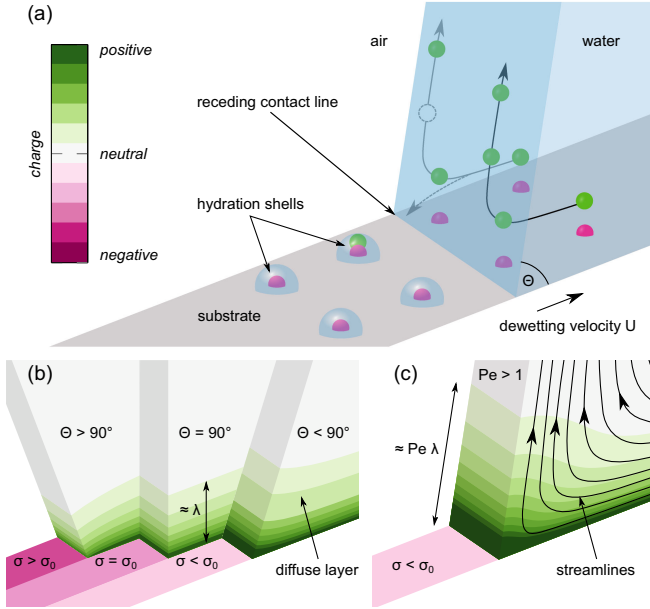 (a)
positive
neutral
negative
charge
air
water
receding contact line
hydration shells
substrate
Θ
dewetting velocity U
(b)
Θ > 90°
Θ = 90°
Θ < 90°
≈ λ
σ > σ₀
σ = σ₀
σ < σ₀
diffuse layer
(c)
Pe > 1
≈ Pe λ
σ < σ₀
streamlines